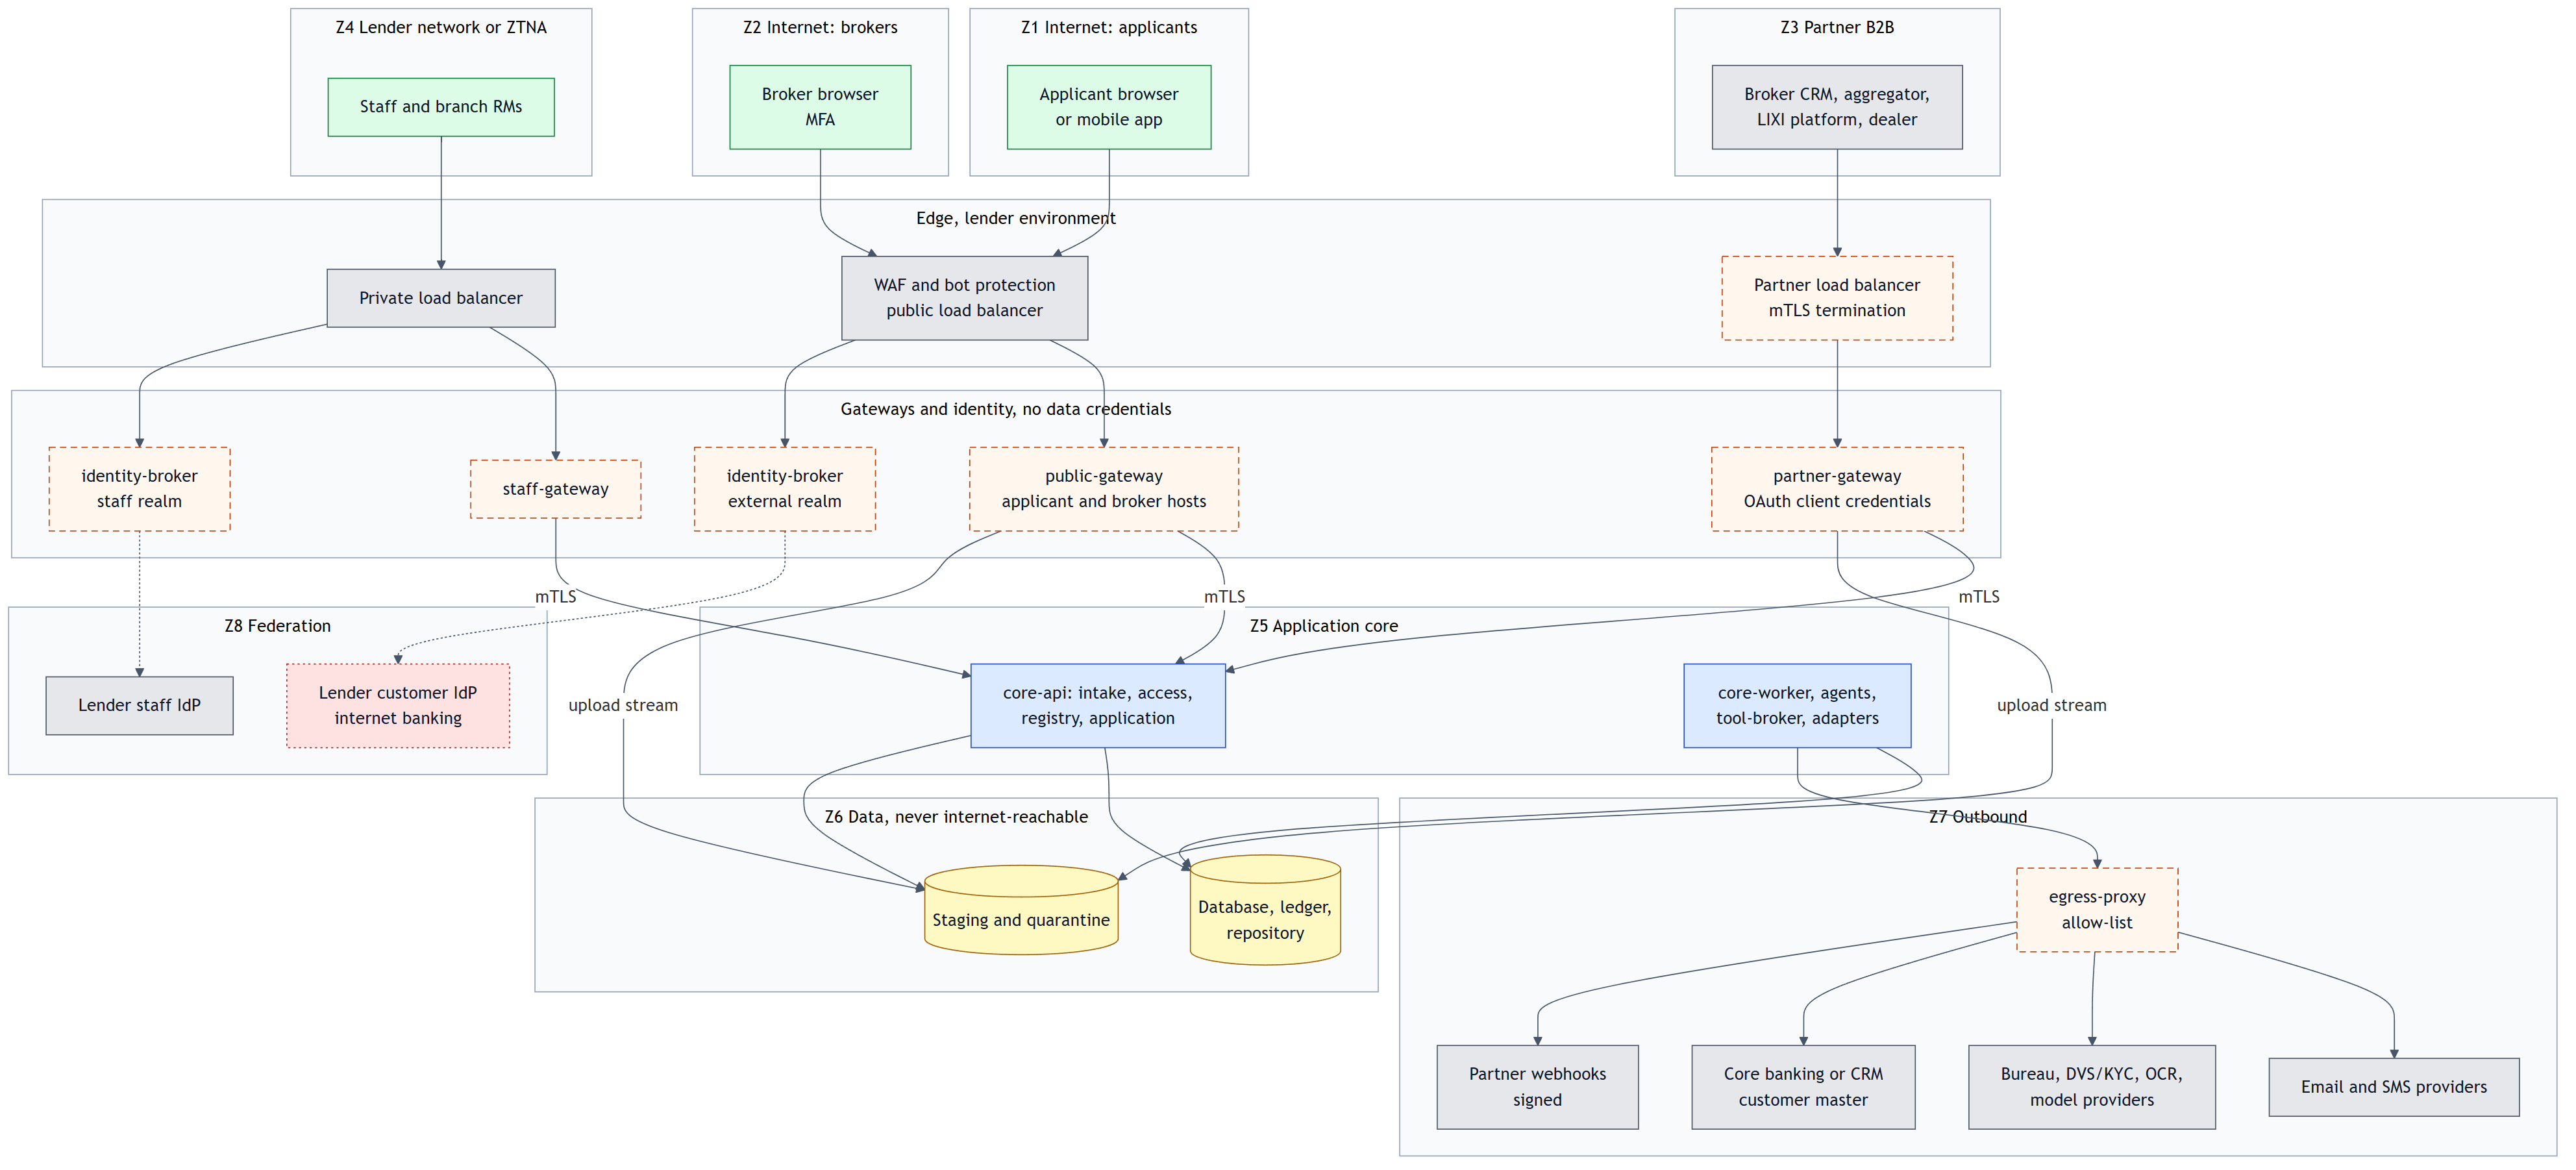 Z4 Lender network or ZTNA
Z2 Internet: brokers
Z1 Internet: applicants
Z3 Partner B2B
Staff and branch RMs
Broker browser
MFA
Applicant browser
or mobile app
Broker CRM, aggregator,
LIXI platform, dealer
Edge, lender environment
Private load balancer
WAF and bot protection
public load balancer
Partner load balancer
mTLS termination
Gateways and identity, no data credentials
identity-broker
staff realm
staff-gateway
identity-broker
external realm
public-gateway
applicant and broker hosts
partner-gateway
OAuth client credentials
mTLS
mTLS
mTLS
Z8 Federation
Z5 Application core
Lender staff IdP
Lender customer IdP
internet banking
upload stream
core-api: intake, access,
registry, application
core-worker, agents,
tool-broker, adapters
upload stream
Z6 Data, never internet-reachable
Z7 Outbound
Staging and quarantine
Database, ledger,
repository
egress-proxy
allow-list
Partner webhooks
signed
Core banking or CRM
customer master
Bureau, DVS/KYC, OCR,
model providers
Email and SMS providers